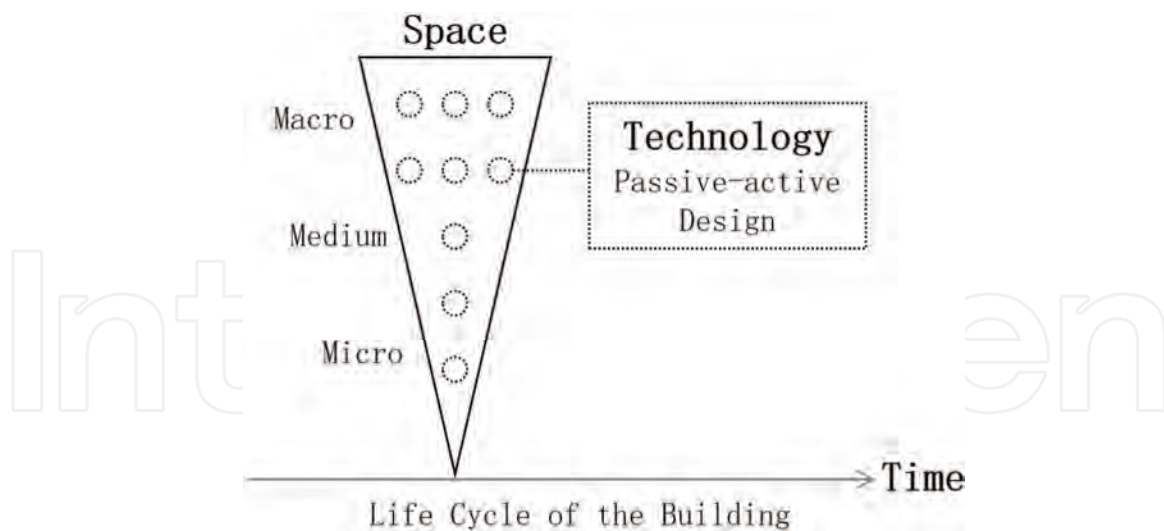 Space
Macro
Technology
Passive-active
Design
Medium
Micro
Time
Life Cycle of the Building